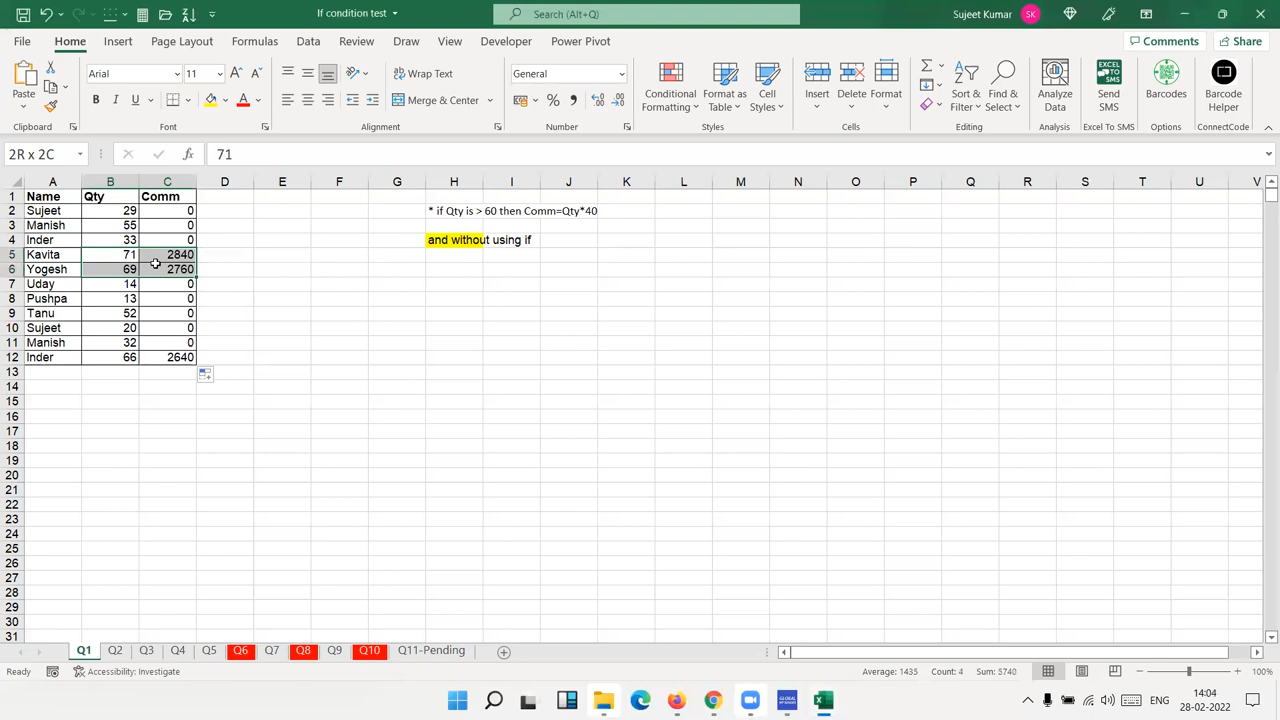 If condition test
Search (Alt+Q)
Sujeet Kumar
SK
File Home Insert Page Layout Formulas Data Review View Draw Developer Power Pivot
Comments
Share
Paste
Arial
11
Wrap Text
Merge & Center
General
Conditional Formatting
Format as Table
Cell Styles
Insert
Delete
Format
Sort & Filter
Find & Select
Analyze Data
Send SMS
Barcodes
Barcode Helper
Clipboard
Font
Alignment
Number
Styles
Cells
Editing
Analysis
Excel To SMS
Options
ConnectCode
2R x 2C
fx
71
A B C D E F G H I J K L M N O P Q R S T U V
1 Name Qty Comm
2 Sujeet 29 0 * if Qty is > 60 then Comm=Qty*40
3 Manish 55 0
4 Inder 33 0 and without using if
5 Kavita 71 2840
6 Yogesh 69 2760
7 Uday 14 0
8 Pushpa 13 0
9 Tanu 52 0
10 Sujeet 20 0
11 Manish 32 0
12 Inder 66 2640
13
14
15
16
17
18
19
20
21
22
23
24
25
26
27
28
29
30
31
Q1 Q2 Q3 Q4 Q5 Q6 Q7 Q8 Q9 Q10 Q11-Pending
Ready
Accessibility: Investigate
Average: 1435 Count: 4 Sum: 5740
100%
ENG
14:04
28-02-2022